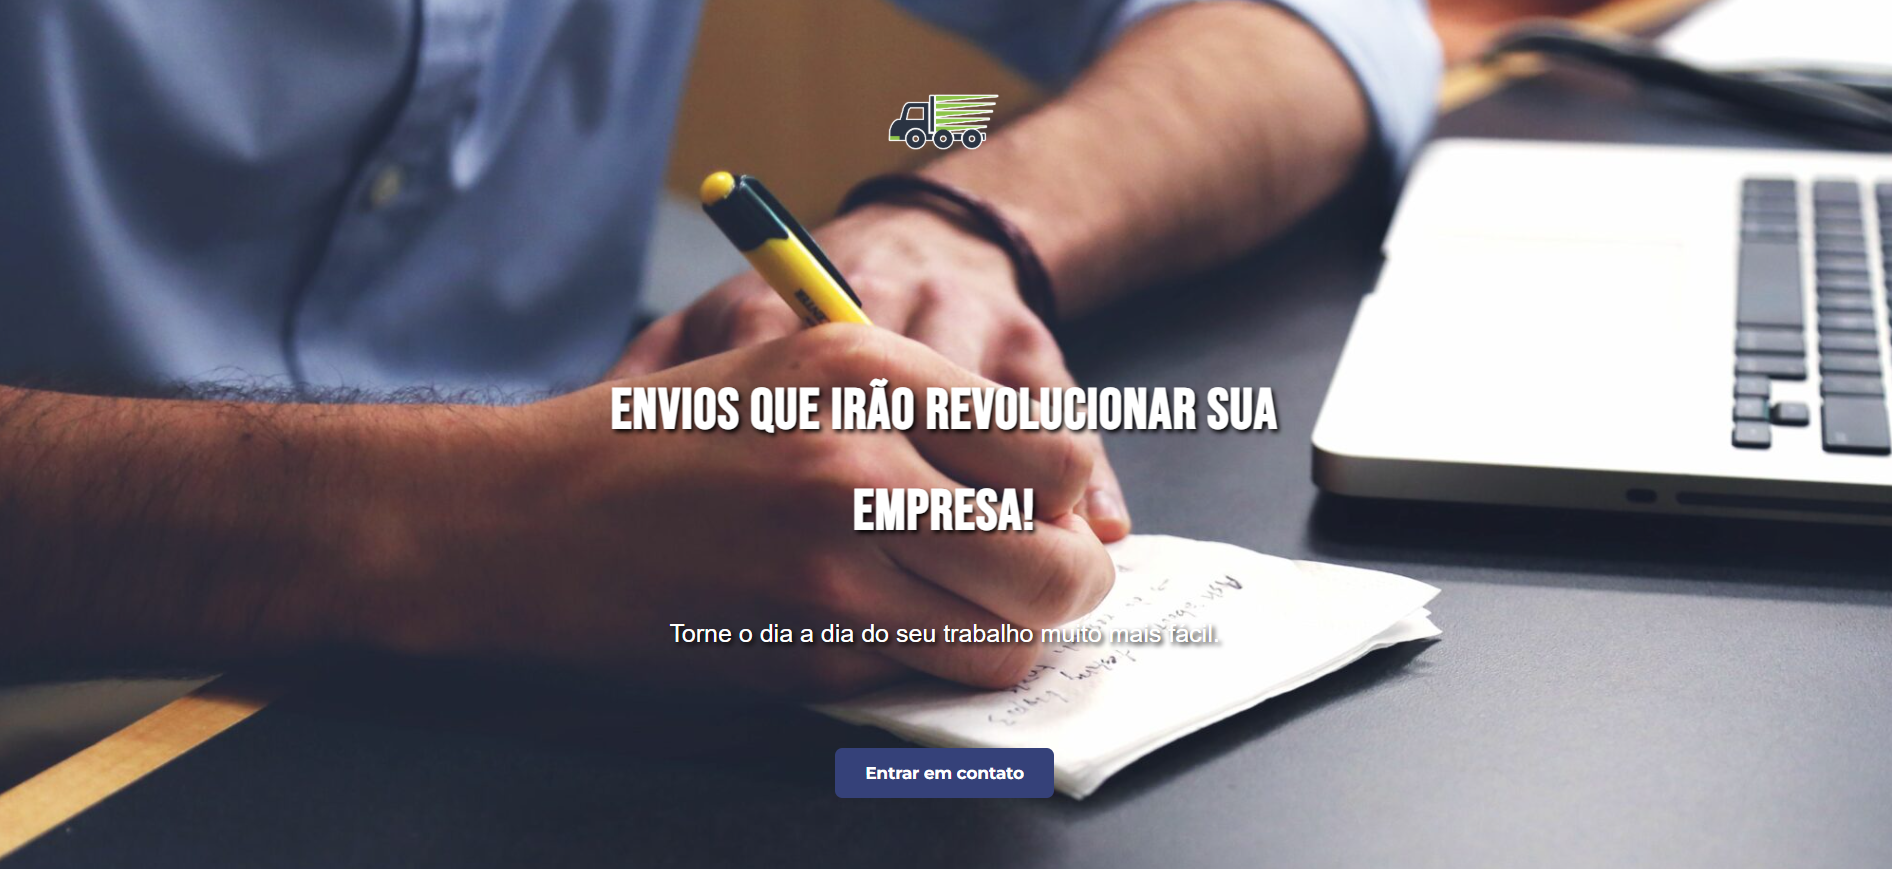 ENVIOS QUE IRÃO REVOLUCIONAR SUA
EMPRESA!
Torne o dia a dia do seu trabalho muito mais fácil.
Entrar em contato